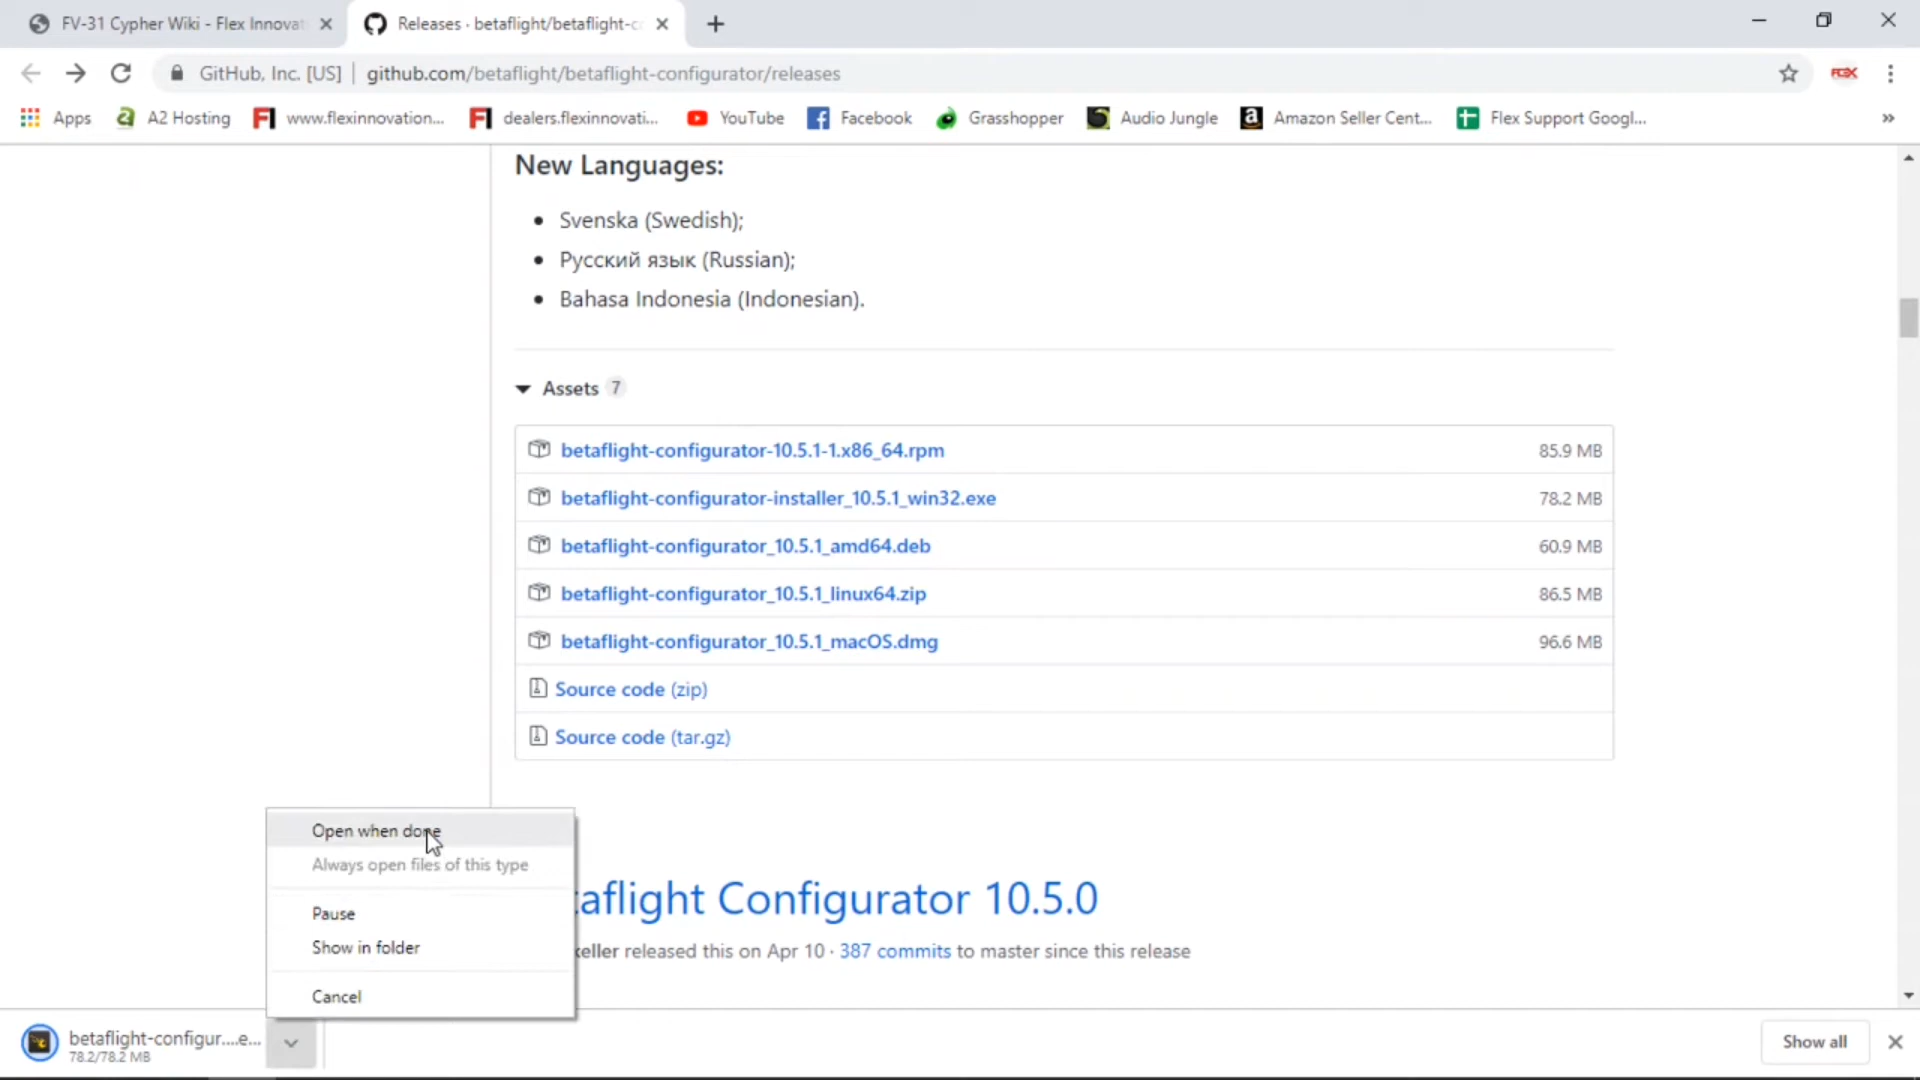 FV-31 Cypher Wiki - Flex Innovat
Releases · betaflight/betaflight-c
GitHub, Inc. [US] | github.com/betaflight/betaflight-configurator/releases
FLEX
Apps
A2 Hosting
www.flexinnovation...
dealers.flexinnovati...
YouTube
Facebook
Grasshopper
Audio Jungle
Amazon Seller Cent...
Flex Support Googl...
»
New Languages:
• Svenska (Swedish);
• Русский язык (Russian);
• Bahasa Indonesia (Indonesian).
Assets 7
betaflight-configurator-10.5.1-1.x86_64.rpm 85.9 MB
betaflight-configurator-installer_10.5.1_win32.exe 78.2 MB
betaflight-configurator_10.5.1_amd64.deb 60.9 MB
betaflight-configurator_10.5.1_linux64.zip 86.5 MB
betaflight-configurator_10.5.1_macOS.dmg 96.6 MB
Source code (zip)
Source code (tar.gz)
Open when done
Always open files of this type
Pause
Show in folder
Cancel
taflight Configurator 10.5.0
keller released this on Apr 10 · 387 commits to master since this release
betaflight-configur....e...
78.2/78.2 MB
Show all